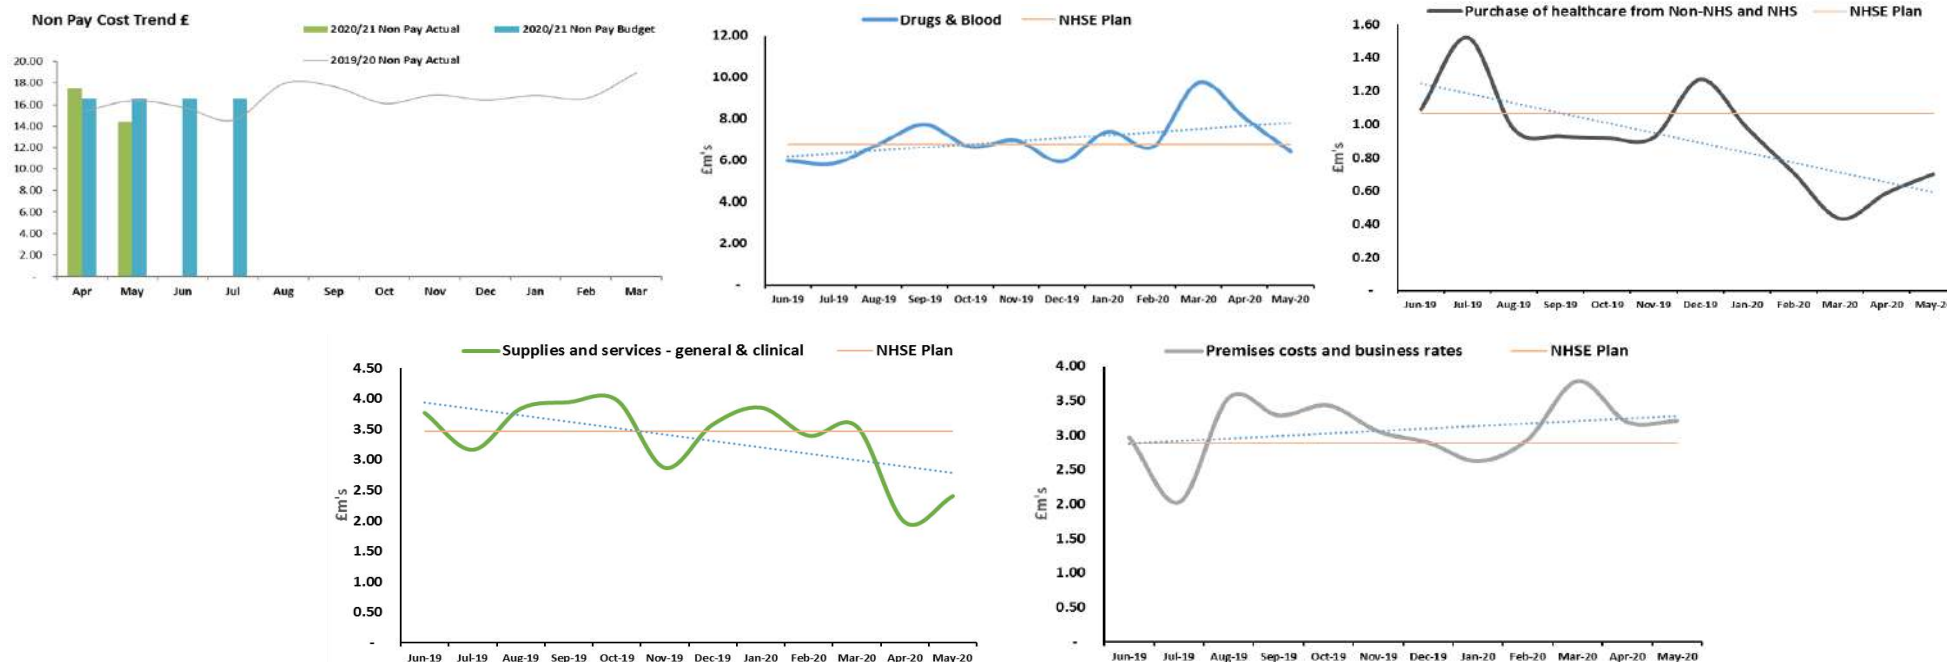 Non Pay Cost Trend £
2020/21 Non Pay Actual
2020/21 Non Pay Budget
2019/20 Non Pay Actual
20.00
18.00
16.00
14.00
12.00
10.00
8.00
6.00
4.00
2.00
-
Apr May Jun Jul Aug Sep Oct Nov Dec Jan Feb Mar
Drugs & Blood NHSE Plan
£m's
12.00
10.00
8.00
6.00
4.00
2.00
-
Jun-19 Jul-19 Aug-19 Sep-19 Oct-19 Nov-19 Dec-19 Jan-20 Feb-20 Mar-20 Apr-20 May-20
Purchase of healthcare from Non-NHS and NHS NHSE Plan
£m's
1.60
1.40
1.20
1.00
0.80
0.60
0.40
0.20
-
Jun-19 Jul-19 Aug-19 Sep-19 Oct-19 Nov-19 Dec-19 Jan-20 Feb-20 Mar-20 Apr-20 May-2
Supplies and services - general & clinical NHSE Plan
£m's
4.50
4.00
3.50
3.00
2.50
2.00
1.50
1.00
0.50
-
Jun-19 Jul-19 Aug-19 Sep-19 Oct-19 Nov-19 Dec-19 Jan-20 Feb-20 Mar-20 Apr-20 May-20
Premises costs and business rates NHSE Plan
£m's
4.00
3.50
3.00
2.50
2.00
1.50
1.00
0.50
-
Jun-19 Jul-19 Aug-19 Sep-19 Oct-19 Nov-19 Dec-19 Jan-20 Feb-20 Mar-20 Apr-20 May-20